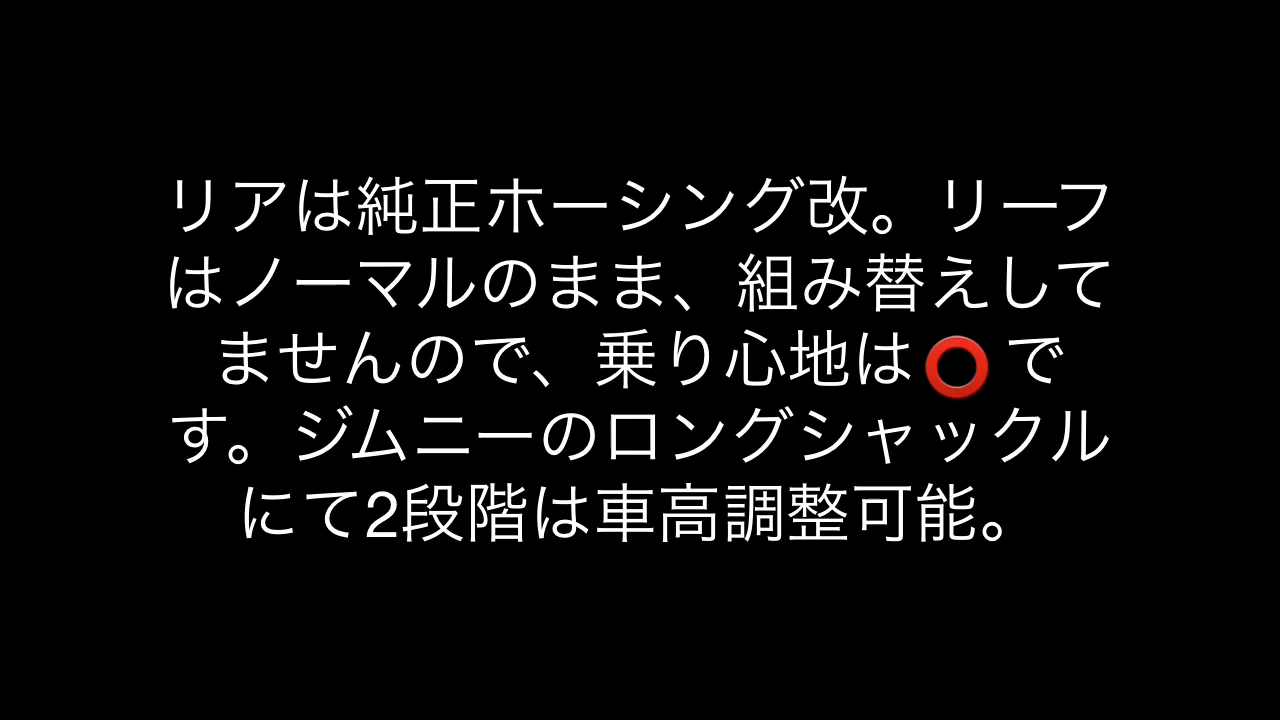 リアは純正ホーシング改。リーフ
はノーマルのまま、組み替えして
ませんので、乗り心地は⭕️で
す。ジムニーのロングシャックル
にて2段階は車高調整可能。